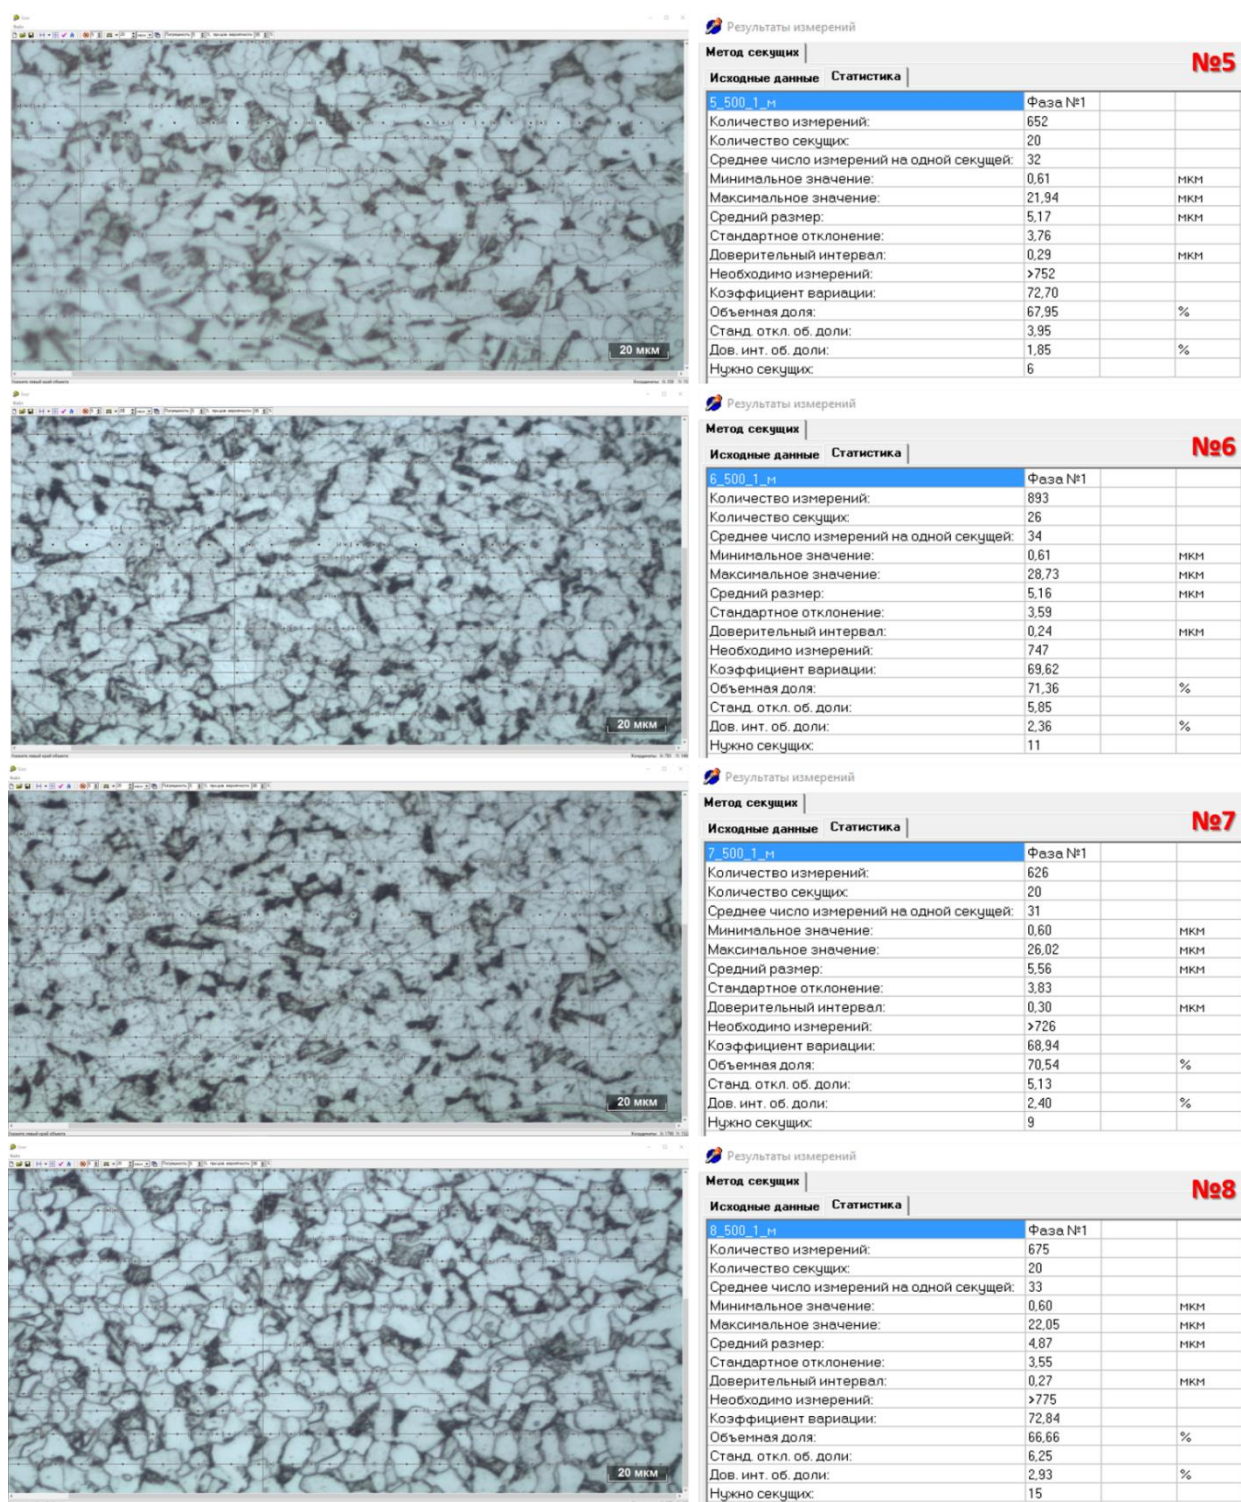 Результаты измерений
Метод секущих
№5
Исходные данные Статистика
5_500_1_м Фаза №1
Количество измерений: 652
Количество секущих: 20
Среднее число измерений на одной секущей: 32
Минимальное значение: 0,61 мкм
Максимальное значение: 21,94 мкм
Средний размер: 5,17 мкм
Стандартное отклонение: 3,76
Доверительный интервал: 0,29 мкм
Необходимо измерений: >752
Коэффициент вариации: 72,70
Объемная доля: 67,95 %
Станд. откл. об. доли: 3,95
Дов. инт. об. доли: 1,85 %
Нужно секущих: 6
20 мкм
Результаты измерений
Метод секущих
№6
Исходные данные Статистика
6_500_1_м Фаза №1
Количество измерений: 893
Количество секущих: 26
Среднее число измерений на одной секущей: 34
Минимальное значение: 0,61 мкм
Максимальное значение: 28,73 мкм
Средний размер: 5,16 мкм
Стандартное отклонение: 3,59
Доверительный интервал: 0,24 мкм
Необходимо измерений: 747
Коэффициент вариации: 69,62
Объемная доля: 71,36 %
Станд. откл. об. доли: 5,85
Дов. инт. об. доли: 2,36 %
Нужно секущих: 11
20 мкм
Результаты измерений
Метод секущих
№7
Исходные данные Статистика
7_500_1_м Фаза №1
Количество измерений: 626
Количество секущих: 20
Среднее число измерений на одной секущей: 31
Минимальное значение: 0,60 мкм
Максимальное значение: 26,02 мкм
Средний размер: 5,56 мкм
Стандартное отклонение: 3,83
Доверительный интервал: 0,30 мкм
Необходимо измерений: >726
Коэффициент вариации: 68,94
Объемная доля: 70,54 %
Станд. откл. об. доли: 5,13
Дов. инт. об. доли: 2,40 %
Нужно секущих: 9
20 мкм
Результаты измерений
Метод секущих
№8
Исходные данные Статистика
8_500_1_м Фаза №1
Количество измерений: 675
Количество секущих: 20
Среднее число измерений на одной секущей: 33
Минимальное значение: 0,60 мкм
Максимальное значение: 22,05 мкм
Средний размер: 4,87 мкм
Стандартное отклонение: 3,55
Доверительный интервал: 0,27 мкм
Необходимо измерений: >775
Коэффициент вариации: 72,84
Объемная доля: 66,66 %
Станд. откл. об. доли: 6,25
Дов. инт. об. доли: 2,93 %
Нужно секущих: 15
20 мкм